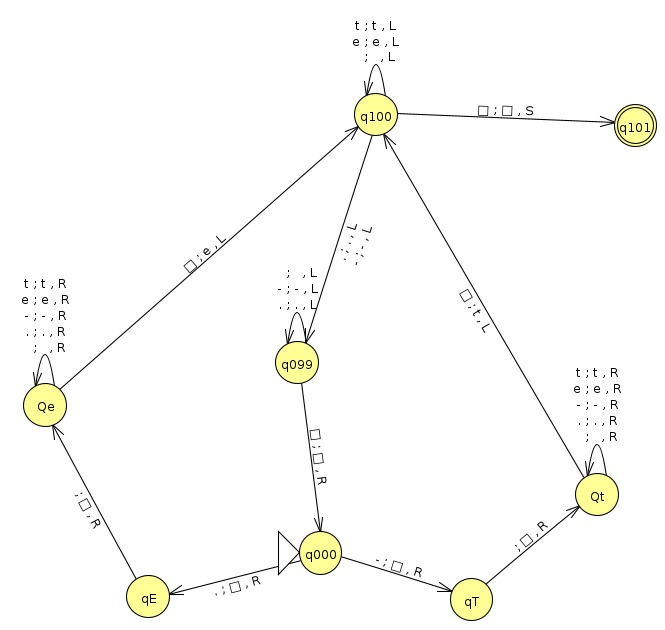 t ; t , L
e ; e , L
; , L
q100
□ ; □ , S
q101
□ ; e , L
. ; . , L
- ; - , L
; , L
- ; - , L
. ; . , L
q099
t ; t , R
e ; e , R
- ; - , R
. ; . , R
; , R
Qe
□ ; t , L
t ; t , R
e ; e , R
- ; - , R
. ; . , R
; , R
Qt
□ ; □ , R
; □ , R
; □ , R
q000
. ; □ , R
- ; □ , R
qE
qT